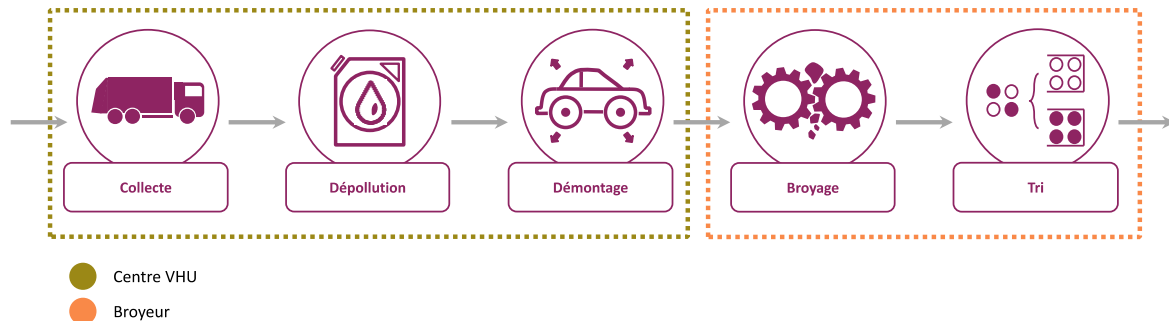 Collecte
Dépollution
Démontage
Broyage
Tri
Centre VHU
Broyeur